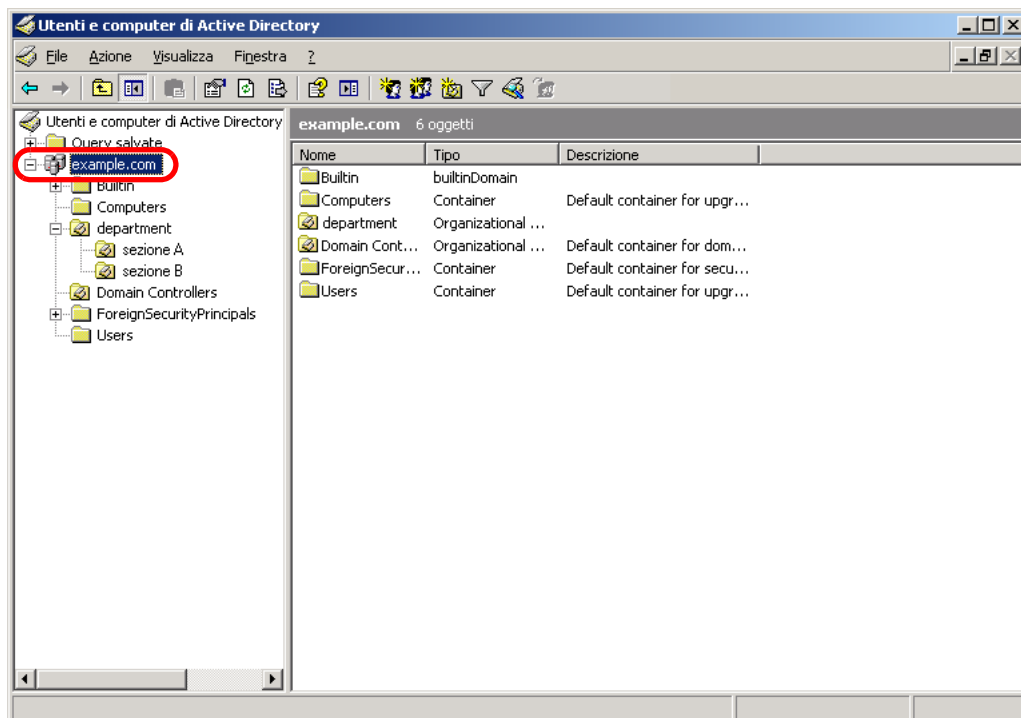 Utenti e computer di Active Directory
File Azione Visualizza Finestra ?
Utenti e computer di Active Directory
Query salvate
example.com
Builtin
Computers
department
sezione A
sezione B
Domain Controllers
ForeignSecurityPrincipals
Users
example.com 6 oggetti
Nome Tipo Descrizione
Builtin builtinDomain
Computers Container Default container for upgr...
department Organizational ...
Domain Cont... Organizational ... Default container for dom...
ForeignSecur... Container Default container for secu...
Users Container Default container for upgr...